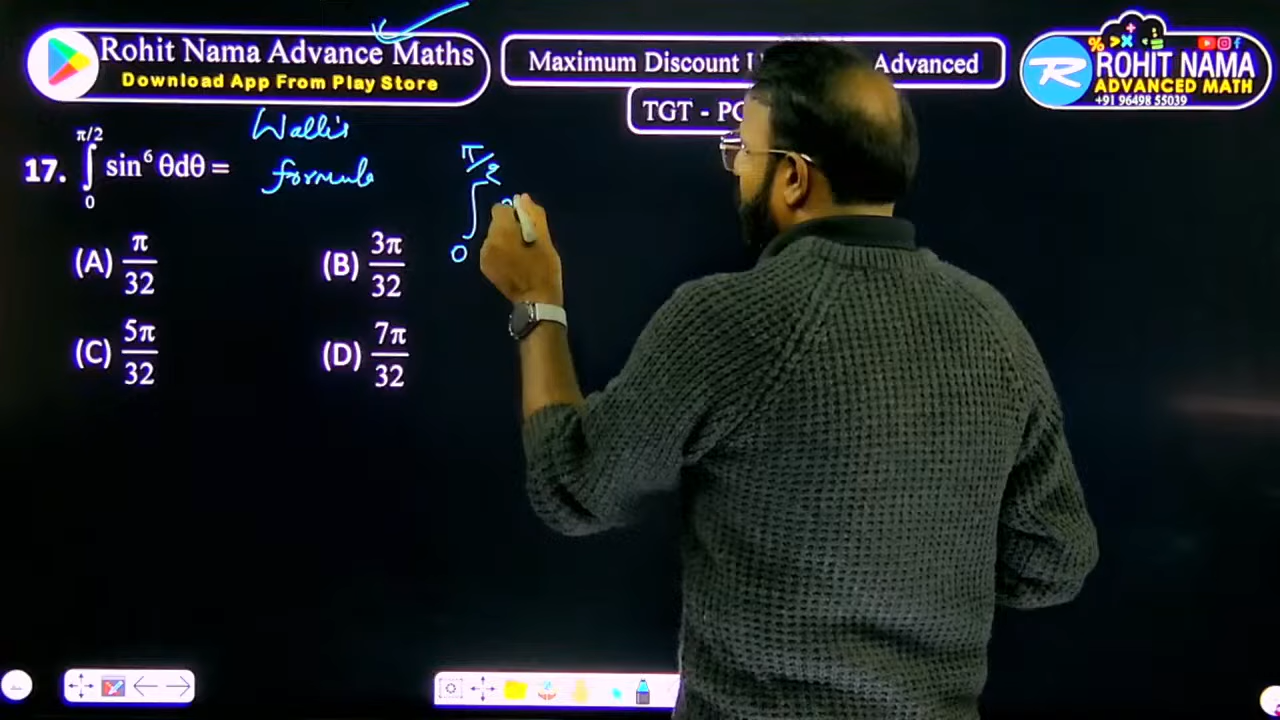 Rohit Nama Advance Maths
Download App From Play Store
Maximum Discount
Advanced
TGT - PG
ROHIT NAMA
ADVANCED MATH
+91 96498 55039
17. ∫₀^{π/2} sin⁶ θdθ =
Wallis
formula
π/2
∫
0
(A) π/32
(B) 3π/32
(C) 5π/32
(D) 7π/32